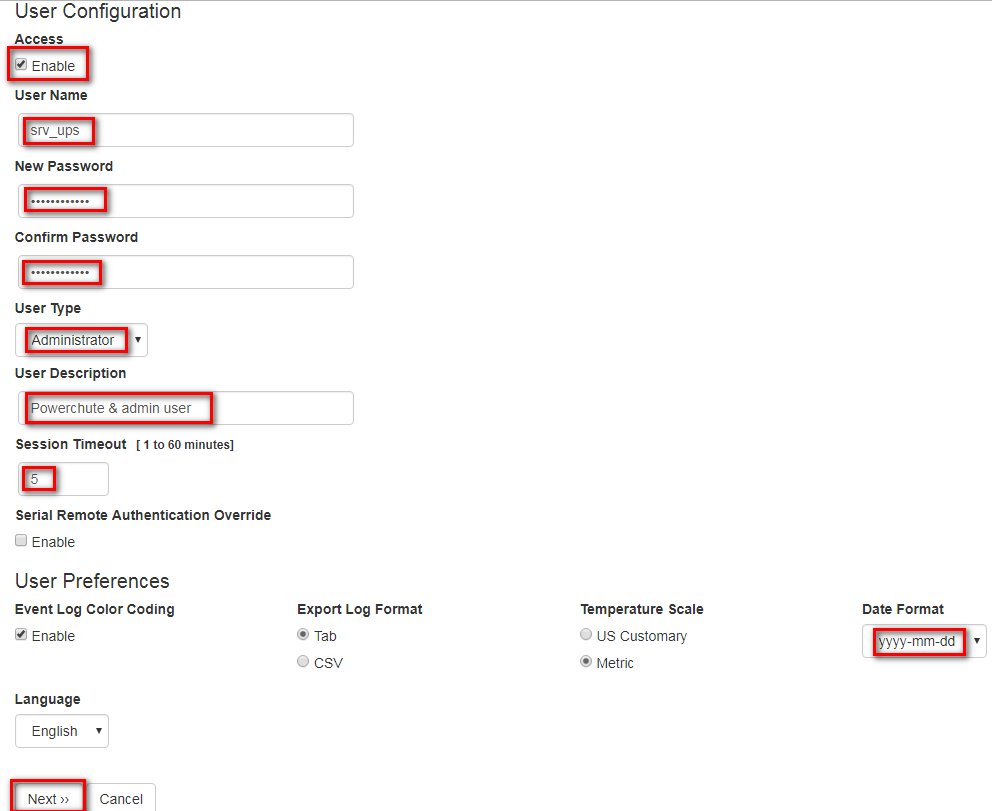 User Configuration
Access
Enable
User Name
srv_ups
New Password
••••••••••••
Confirm Password
••••••••••••
User Type
Administrator
User Description
Powerchute & admin user
Session Timeout [ 1 to 60 minutes]
5
Serial Remote Authentication Override
Enable
User Preferences
Event Log Color Coding Export Log Format Temperature Scale Date Format
Enable Tab US Customary yyyy-mm-dd
CSV Metric
Language
English
Next ›› Cancel